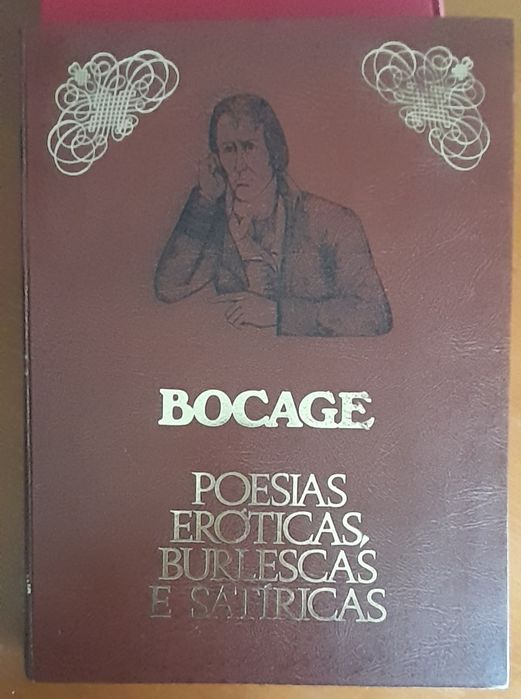 BOCAGE
POESIAS
ERÓTICAS,
BURLESCAS
E SATÍRICAS